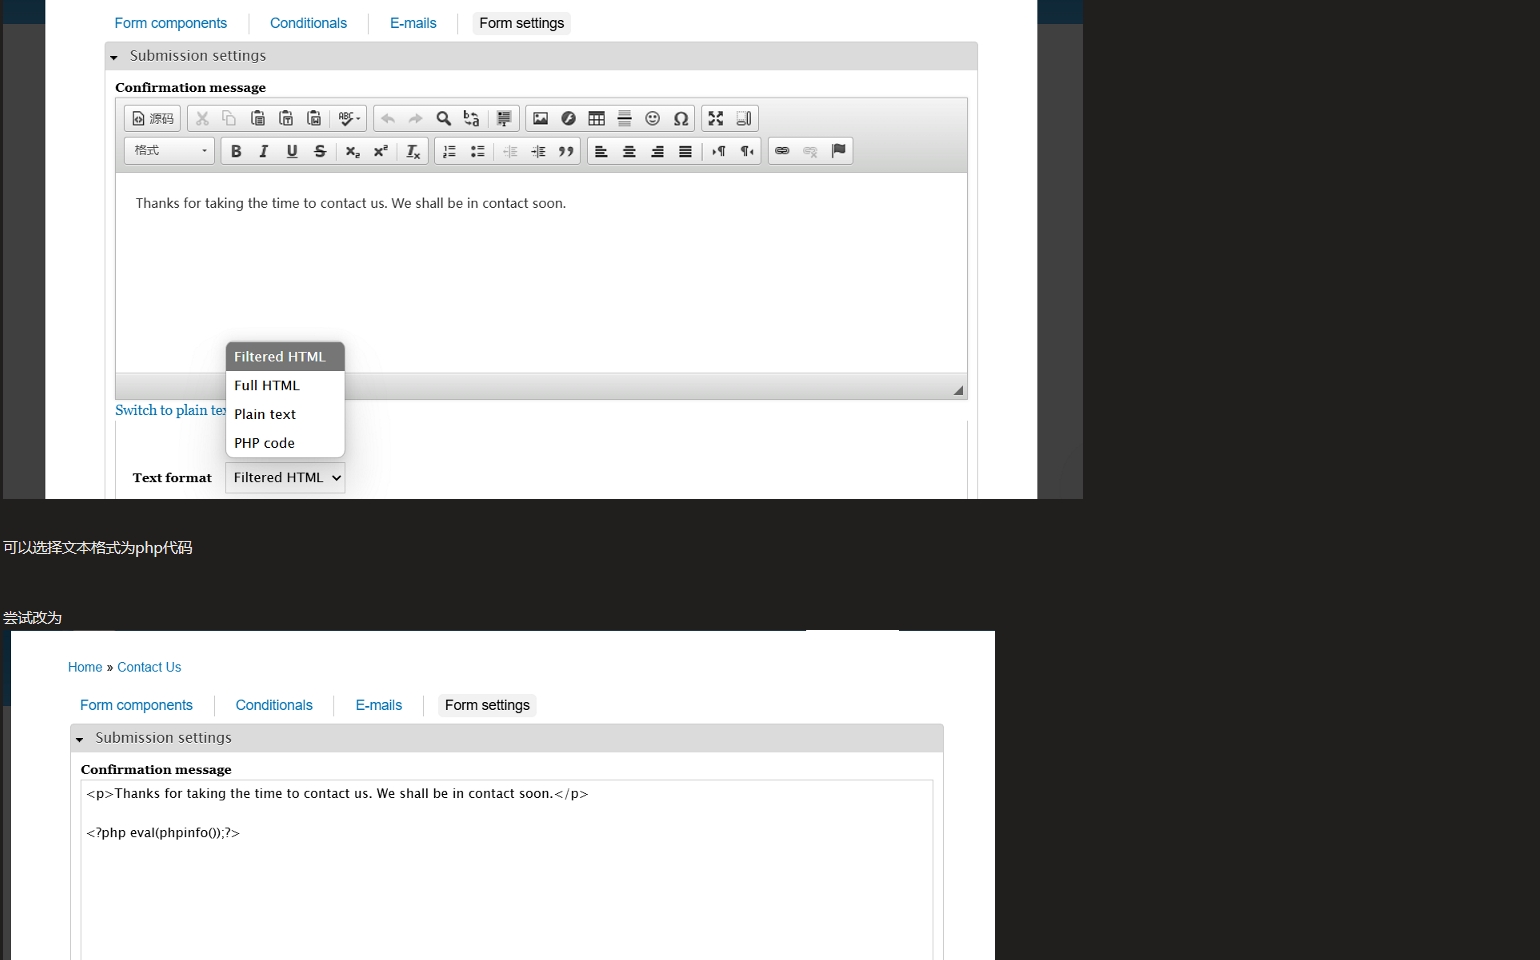 Form components Conditionals E-mails Form settings
Submission settings
Confirmation message
源码 ABC b a Ω
格式 B I U S x₂ x² Tx
Thanks for taking the time to contact us. We shall be in contact soon.
Filtered HTML
Full HTML
Switch to plain tex
Plain text
PHP code
Text format Filtered HTML
可以选择文本格式为php代码
尝试改为
Home » Contact Us
Form components Conditionals E-mails Form settings
Submission settings
Confirmation message
<p>Thanks for taking the time to contact us. We shall be in contact soon.</p>
<?php eval(phpinfo());?>